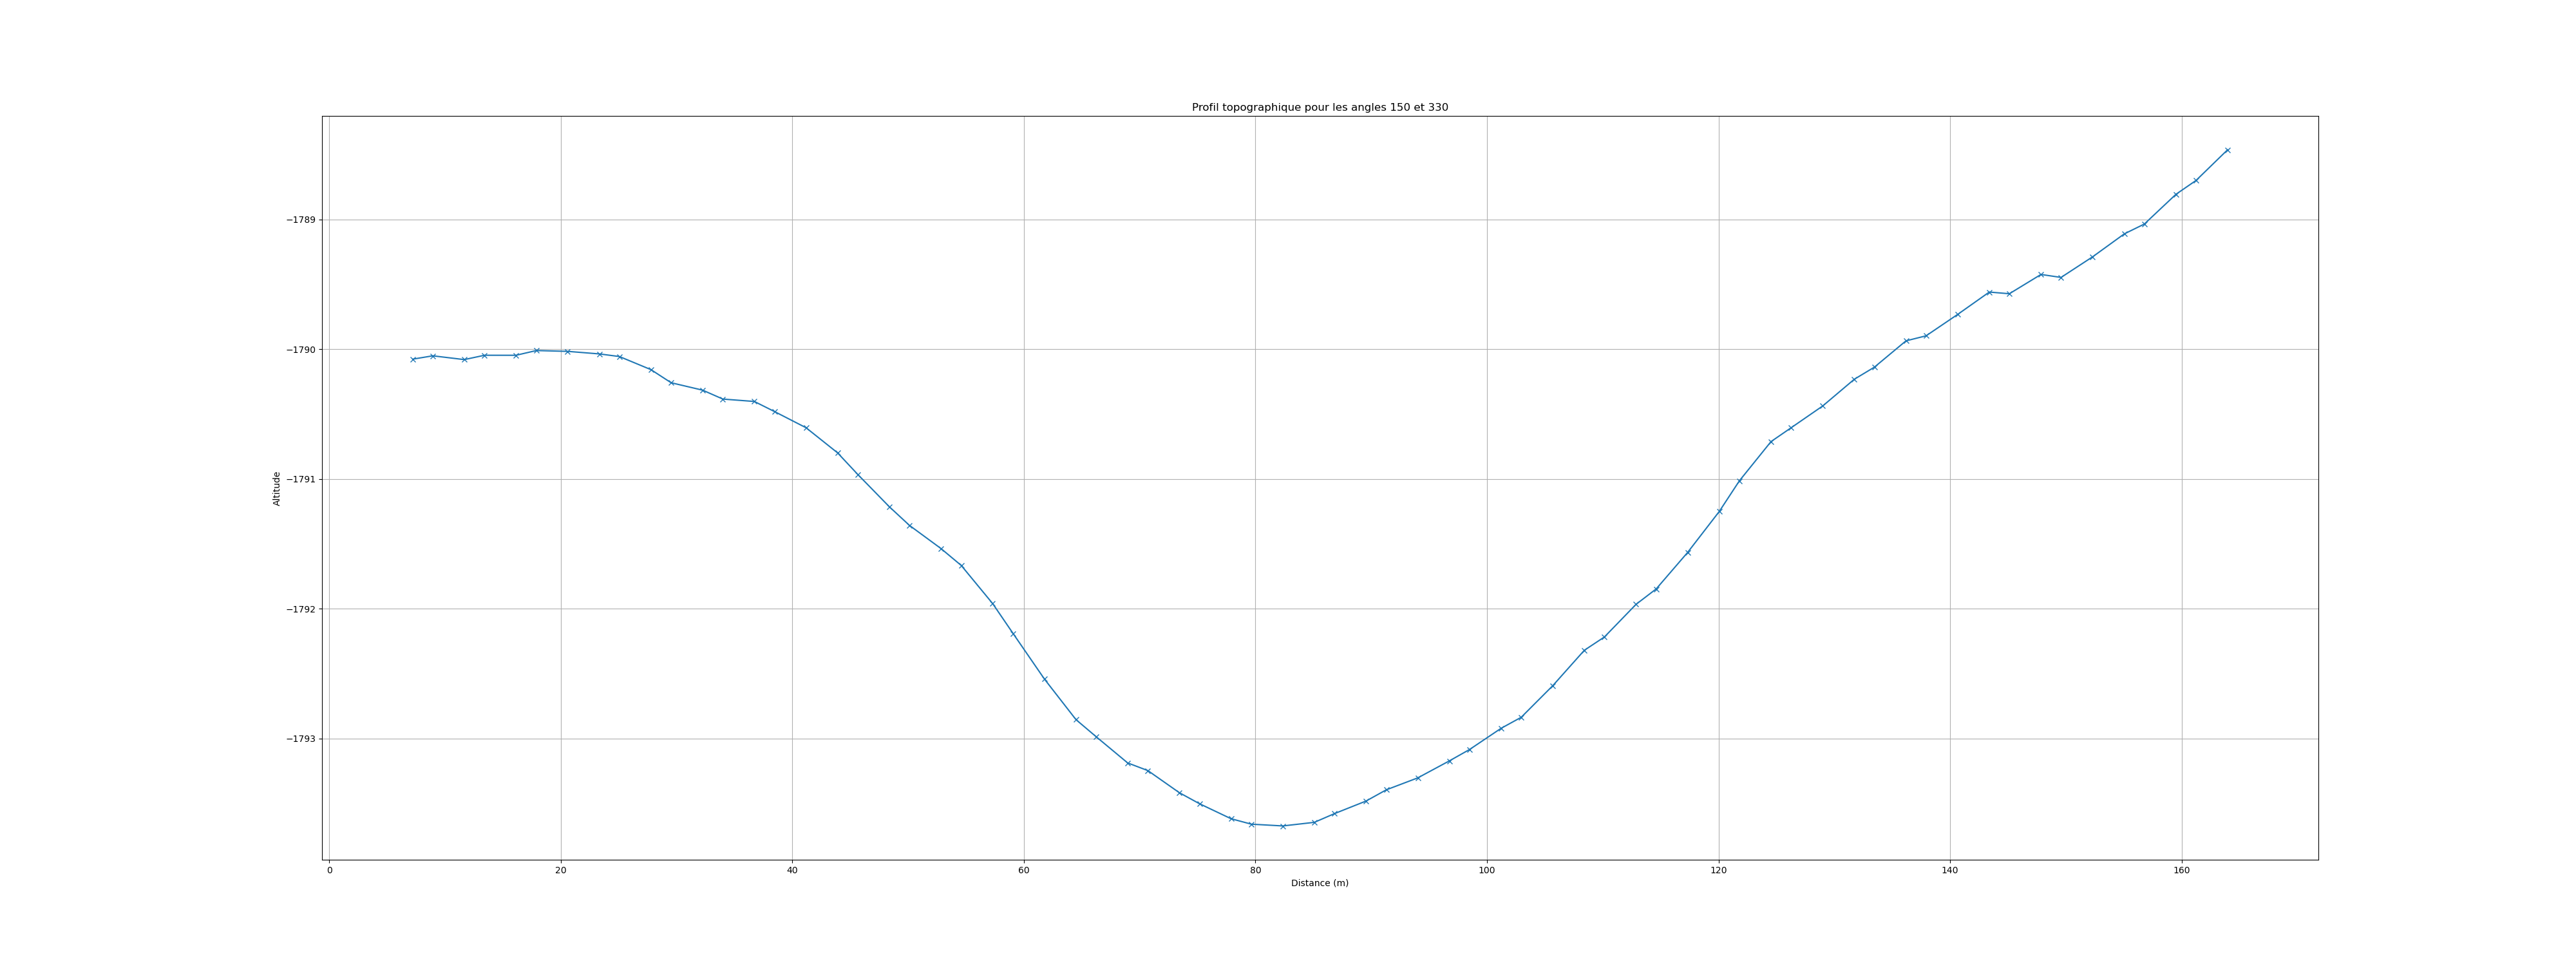 Profil topographique pour les angles 150 et 330
−1789
−1790
−1791
−1792
−1793
Altitude
0 20 40 60 80 100 120 140 160
Distance (m)